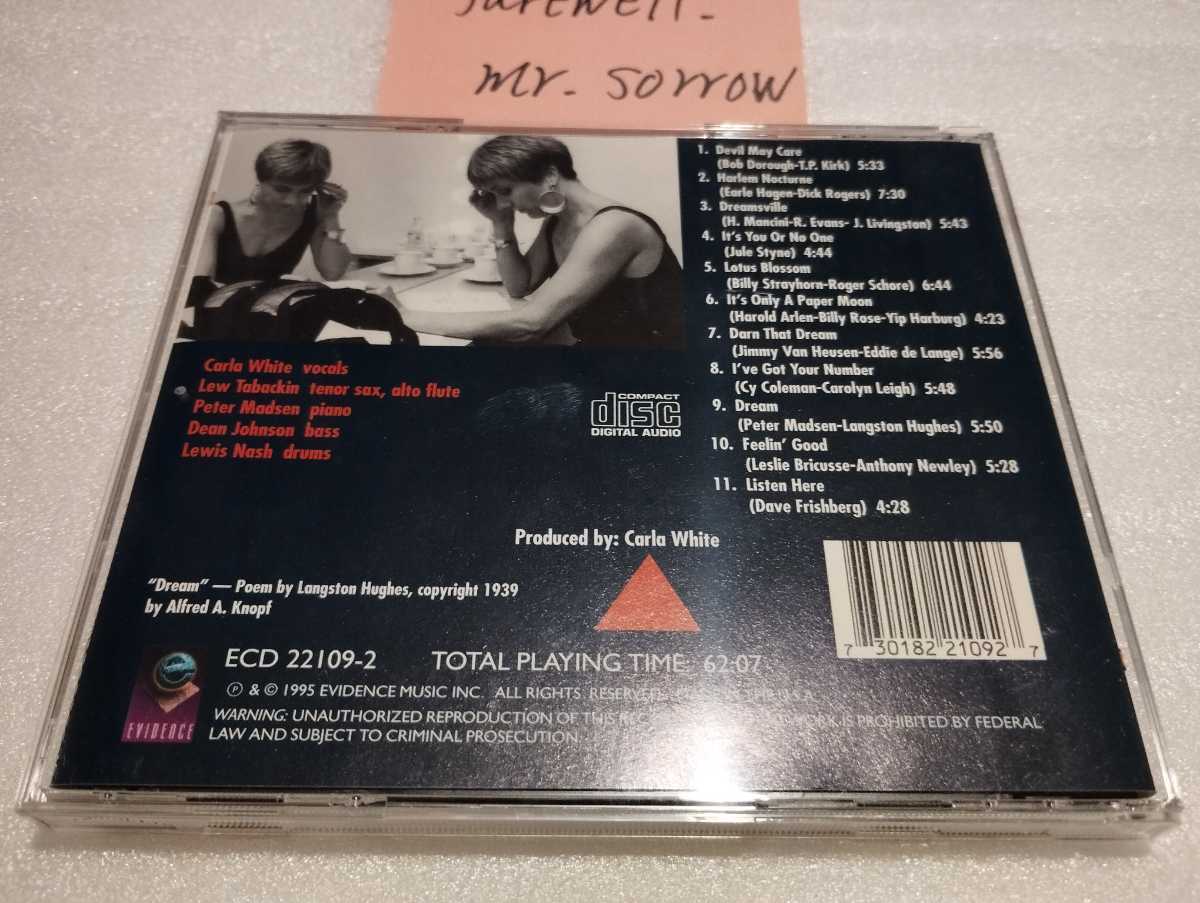 farewell.
mr. sorrow
1. Devil May Care
(Bob Dorough-T.P. Kirk) 5:33
2. Harlem Nocturne
(Earle Hagen-Dick Rogers) 7:30
3. Dreamsville
(H. Mancini-R. Evans- J. Livingston) 5:43
4. It's You Or No One
(Jule Styne) 4:44
5. Lotus Blossom
(Billy Strayhorn-Roger Schore) 6:44
6. It's Only A Paper Moon
(Harold Arlen-Billy Rose-Yip Harburg) 4:23
7. Darn That Dream
(Jimmy Van Heusen-Eddie de Lange) 5:56
8. I've Got Your Number
(Cy Coleman-Carolyn Leigh) 5:48
9. Dream
(Peter Madsen-Langston Hughes) 5:50
10. Feelin' Good
(Leslie Bricusse-Anthony Newley) 5:28
11. Listen Here
(Dave Frishberg) 4:28
Carla White vocals
Lew Tabackin tenor sax, alto flute
Peter Madsen piano
Dean Johnson bass
Lewis Nash drums
COMPACT
disc
DIGITAL AUDIO
Produced by: Carla White
"Dream" — Poem by Langston Hughes, copyright 1939
by Alfred A. Knopf
7 30182 21092 7
EVIDENCE
ECD 22109-2 TOTAL PLAYING TIME: 62:07
℗ & © 1995 EVIDENCE MUSIC INC. ALL RIGHTS RESERVED. U.S.A.
WARNING: UNAUTHORIZED REPRODUCTION OF THIS IS PROHIBITED BY FEDERAL
LAW AND SUBJECT TO CRIMINAL PROSECUTION.